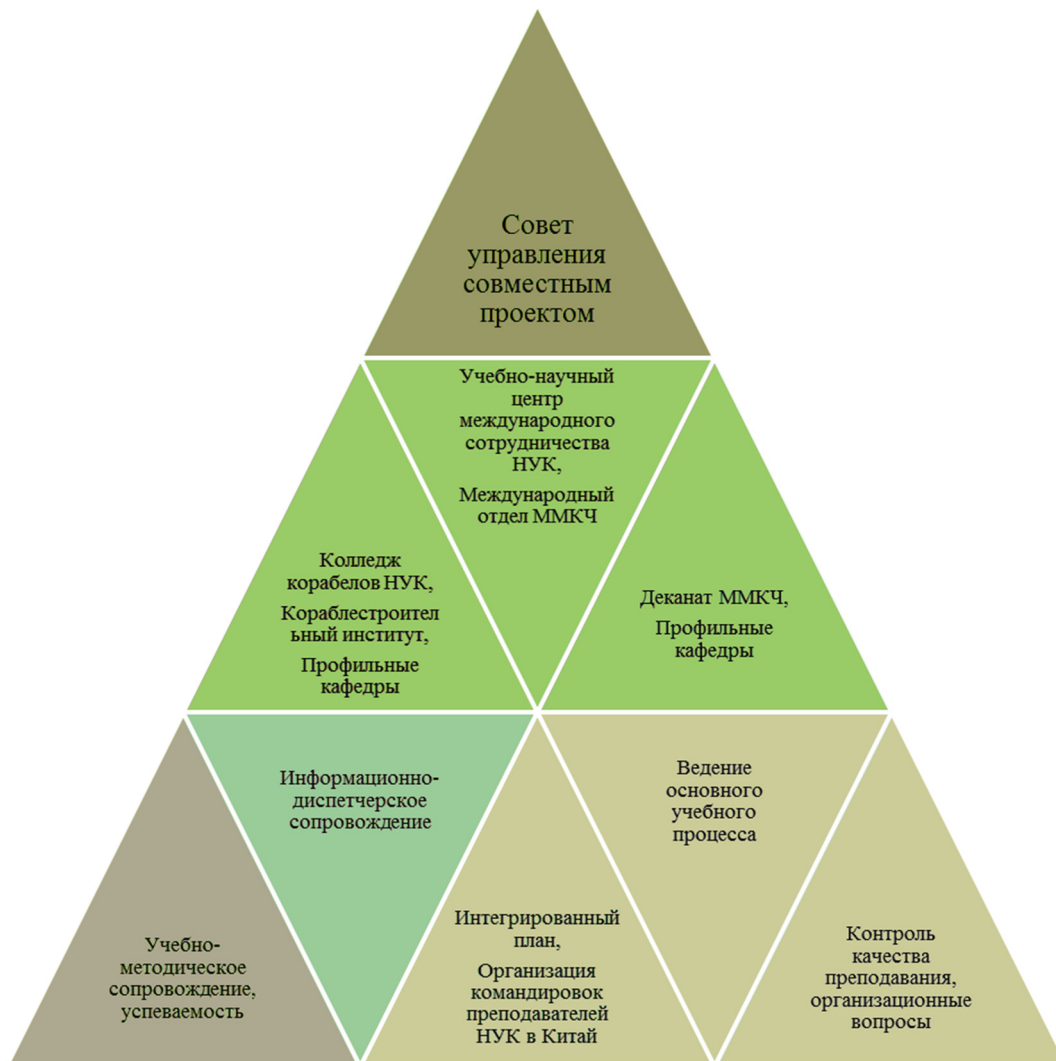 Совет
управления
совместным
проектом
Учебно-научный
центр
международного
сотрудничества
НУК,
Международный
отдел ММКЧ
Колледж
корабелов НУК,
Кораблестроител
ьный институт,
Профильные
кафедры
Деканат ММКЧ,
Профильные
кафедры
Информационно-
диспетчерское
сопровождение
Ведение
основного
учебного
процесса
Учебно-
методическое
сопровождение,
успеваемость
Интегрированный
план,
Организация
командировок
преподавателей
НУК в Китай
Контроль
качества
преподавания,
организационные
вопросы